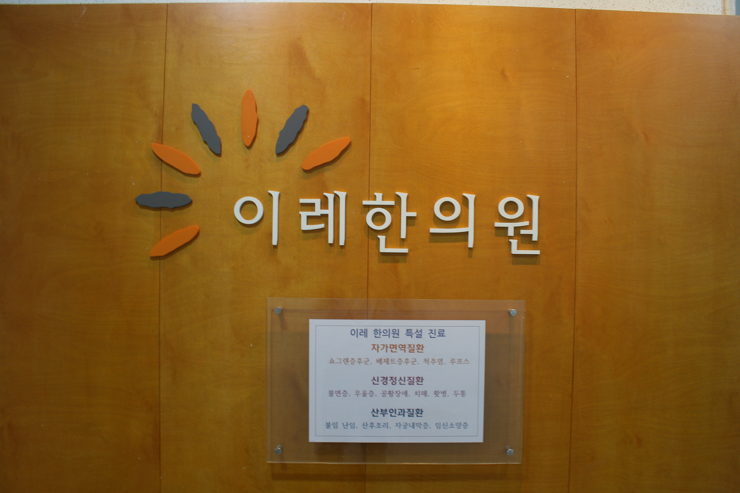 이레한의원
이레 한의원 특설 진료
자가면역질환
쇼그렌증후군, 베체트증후군, 척추염, 루프스
신경정신질환
불면증, 우울증, 공황장애, 치매, 황병, 두통
산부인과질환
불임 난임, 산후조리, 자궁내막증, 임신소양증